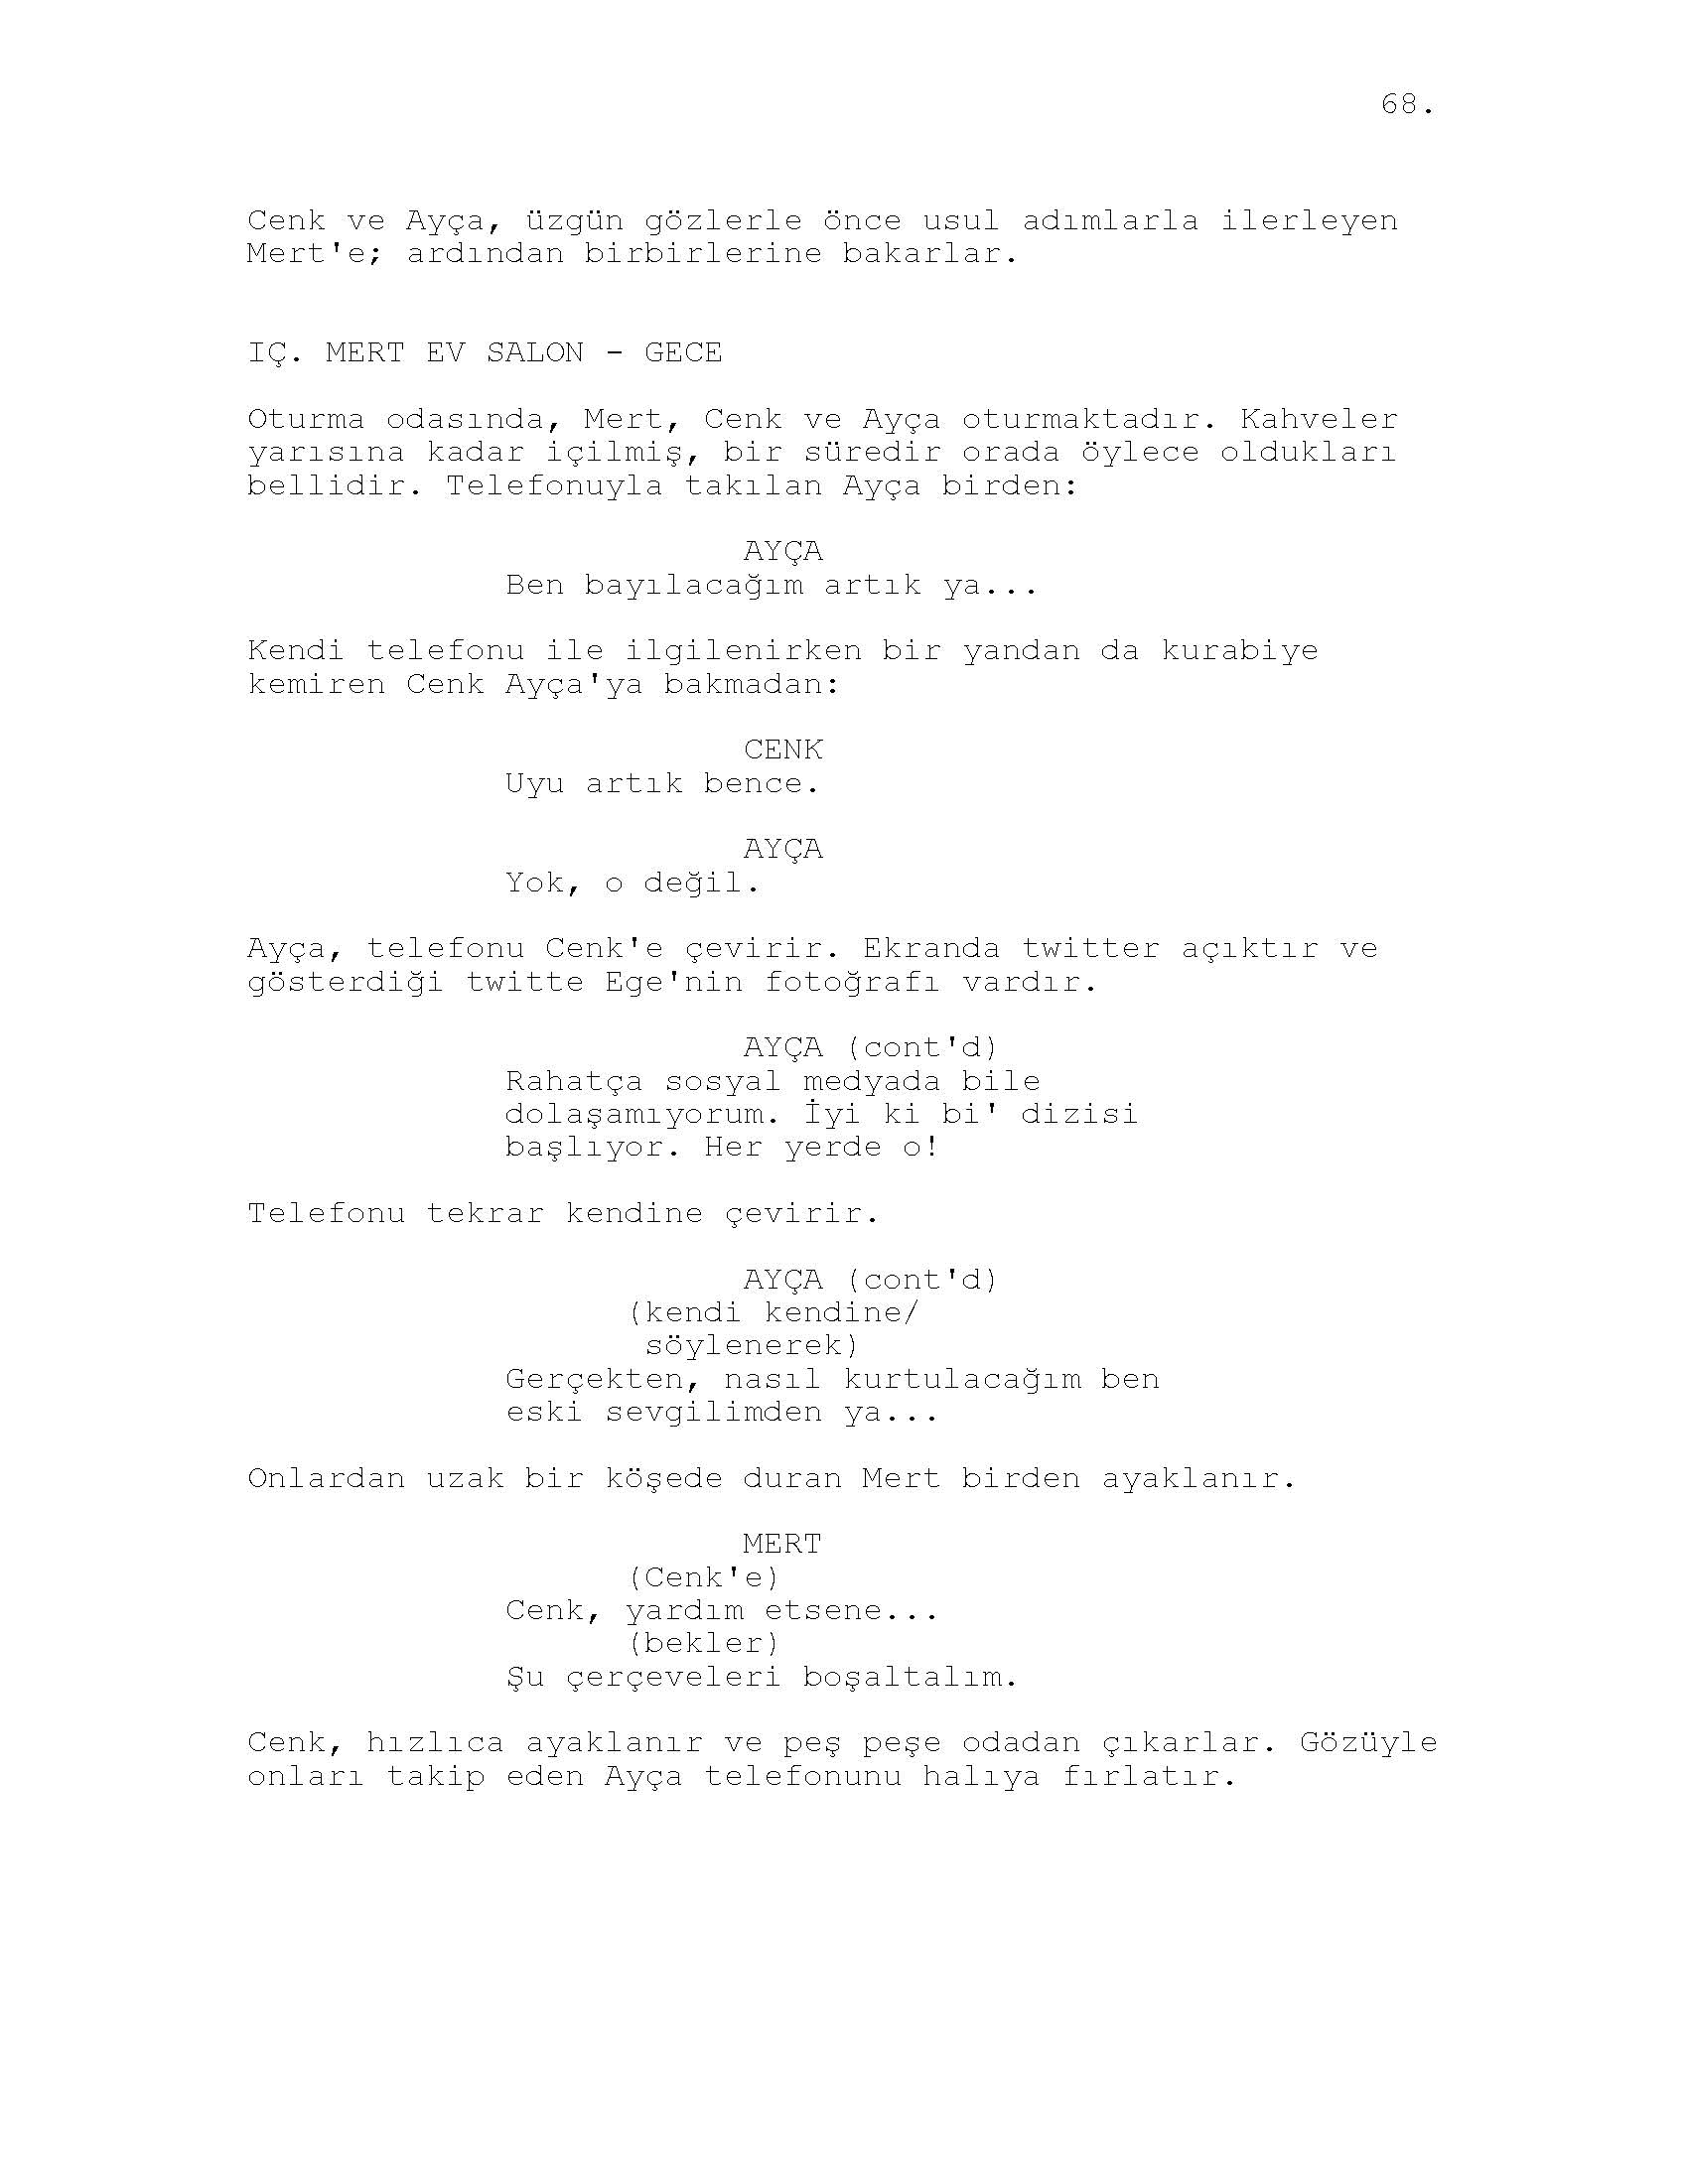 68.
Cenk ve Ayça, üzgün gözlerle önce usul adımlarla ilerleyen
Mert'e; ardından birbirlerine bakarlar.
IÇ. MERT EV SALON - GECE
Oturma odasında, Mert, Cenk ve Ayça oturmaktadır. Kahveler
yarısına kadar içilmiş, bir süredir orada öylece oldukları
bellidir. Telefonuyla takılan Ayça birden:
AYÇA
Ben bayılacağım artık ya...
Kendi telefonu ile ilgilenirken bir yandan da kurabiye
kemiren Cenk Ayça'ya bakmadan:
CENK
Uyu artık bence.
AYÇA
Yok, o değil.
Ayça, telefonu Cenk'e çevirir. Ekranda twitter açıktır ve
gösterdiği twitte Ege'nin fotoğrafı vardır.
AYÇA (cont'd)
Rahatça sosyal medyada bile
dolaşamıyorum. İyi ki bi' dizisi
başlıyor. Her yerde o!
Telefonu tekrar kendine çevirir.
AYÇA (cont'd)
(kendi kendine/
söylenerek)
Gerçekten, nasıl kurtulacağım ben
eski sevgilimden ya...
Onlardan uzak bir köşede duran Mert birden ayaklanır.
MERT
(Cenk'e)
Cenk, yardım etsene...
(bekler)
Şu çerçeveleri boşaltalım.
Cenk, hızlıca ayaklanır ve peş peşe odadan çıkarlar. Gözüyle
onları takip eden Ayça telefonunu halıya fırlatır.